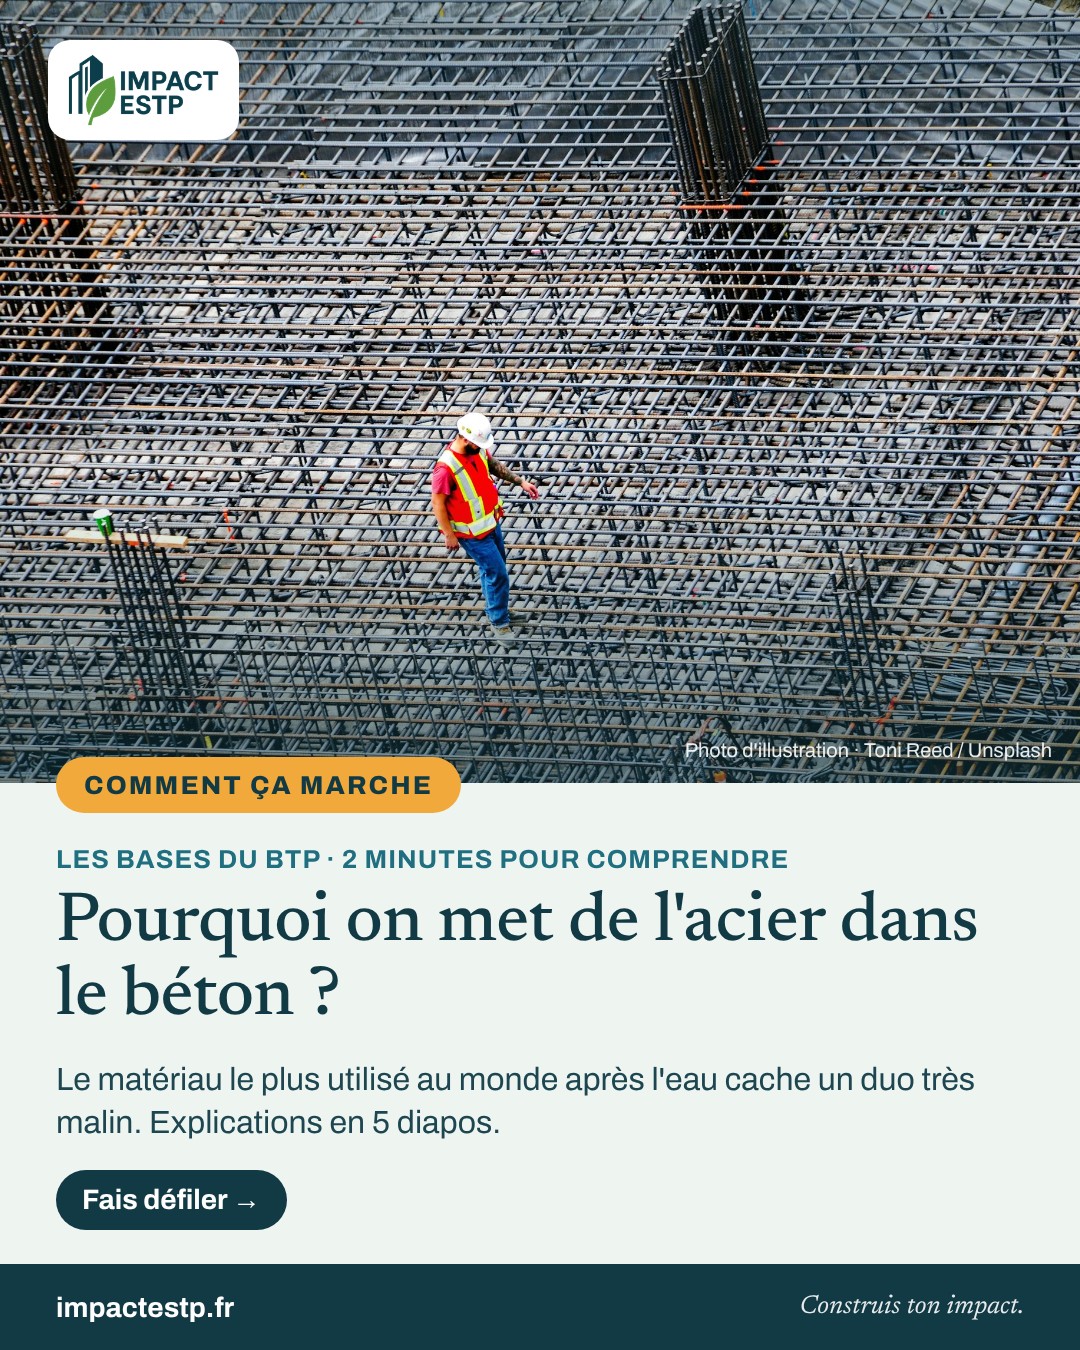 IMPACT
ESTP
Photo d'illustration · Toni Reed / Unsplash
COMMENT ÇA MARCHE
LES BASES DU BTP · 2 MINUTES POUR COMPRENDRE
Pourquoi on met de l'acier dans
le béton ?
Le matériau le plus utilisé au monde après l'eau cache un duo très
malin. Explications en 5 diapos.
Fais défiler →
impactestp.fr
Construis ton impact.